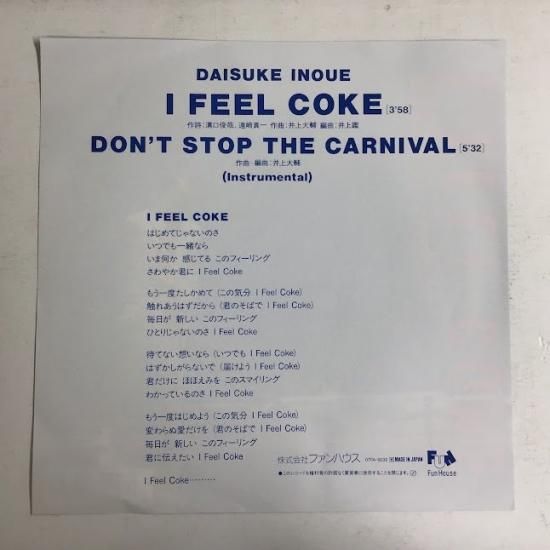 DAISUKE INOUE
I FEEL COKE [3'58]
作詩:溝口俊哉、遠崎真一 作曲:井上大輔 編曲:井上鑑
DON'T STOP THE CARNIVAL [5'32]
作曲・編曲:井上大輔
(Instrumental)
I FEEL COKE
はじめてじゃないのさ
いつでも一緒なら
いま何か 感じてる このフィーリング
さわやか君に I Feel Coke
もう一度たしかめて (この気分 I Feel Coke)
触れあうはずだから (君のそばで I Feel Coke)
毎日が 新しい このフィーリング
ひとりじゃないのさ I Feel Coke
待てない想いなら (いつでも I Feel Coke)
はずかしがらないで (届けよう I Feel Coke)
君だけに ほほえみを このスマイリング
わかっているのさ I Feel Coke
もう一度はじめよう (この気分 I Feel Coke)
変わらぬ愛だけを (君のそばで I Feel Coke)
毎日が 新しい このフィーリング
君に伝えたい I Feel Coke
I Feel Coke………
株式会社ファンハウス MADE IN JAPAN
FUN
Fun House